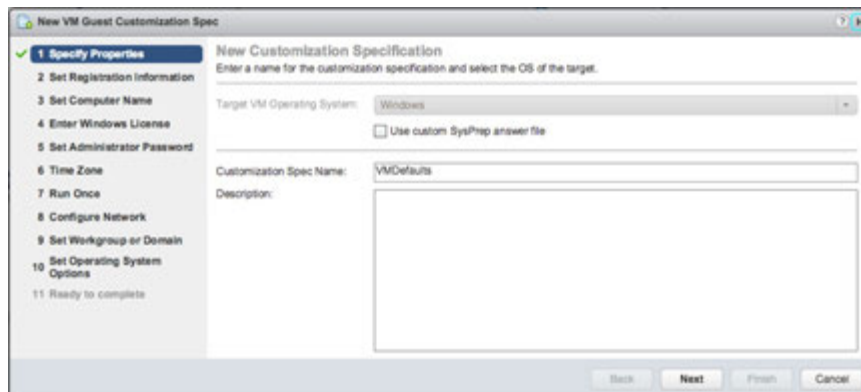 New VM Guest Customization Spec
?
1 Specify Properties
2 Set Registration Information
3 Set Computer Name
4 Enter Windows License
5 Set Administrator Password
6 Time Zone
7 Run Once
8 Configure Network
9 Set Workgroup or Domain
10 Set Operating System
Options
11 Ready to complete
New Customization Specification
Enter a name for the customization specification and select the OS of the target.
Target VM Operating System:
Windows
Use custom SysPrep answer file
Customization Spec Name:
VMDefaults
Description:
Back
Next
Finish
Cancel